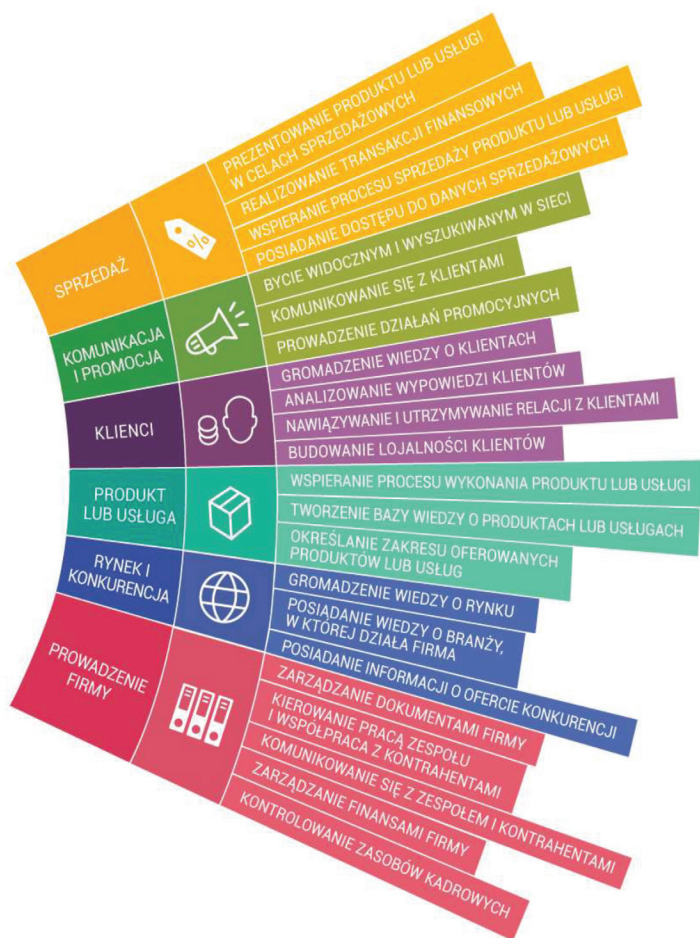 SPRZEDAŻ
%
PREZENTOWANIE PRODUKTU LUB USŁUGI
W CELACH SPRZEDAŻOWYCH
REALIZOWANIE TRANSAKCJI FINANSOWYCH
WSPIERANIE PROCESU SPRZEDAŻY PRODUKTU LUB USŁUGI
POSIADANIE DOSTĘPU DO DANYCH SPRZEDAŻOWYCH
KOMUNIKACJA
I PROMOCJA
BYCIE WIDOCZNYM I WYSZUKIWANYM W SIECI
KOMUNIKOWANIE SIĘ Z KLIENTAMI
PROWADZENIE DZIAŁAŃ PROMOCYJNYCH
KLIENCI
GROMADZENIE WIEDZY O KLIENTACH
ANALIZOWANIE WYPOWIEDZI KLIENTÓW
NAWIĄZYWANIE I UTRZYMYWANIE RELACJI Z KLIENTAMI
BUDOWANIE LOJALNOŚCI KLIENTÓW
PRODUKT
LUB USŁUGA
WSPIERANIE PROCESU WYKONANIA PRODUKTU LUB USŁUGI
TWORZENIE BAZY WIEDZY O PRODUKTACH LUB USŁUGACH
OKREŚLANIE ZAKRESU OFEROWANYCH
PRODUKTÓW LUB USŁUG
RYNEK I
KONKURENCJA
GROMADZENIE WIEDZY O RYNKU
POSIADANIE WIEDZY O BRANŻY,
W KTÓREJ DZIAŁA FIRMA
POSIADANIE INFORMACJI O OFERCIE KONKURENCJI
PROWADZENIE
FIRMY
ZARZĄDZANIE DOKUMENTAMI FIRMY
KIEROWANIE PRACĄ ZESPOŁU
I WSPÓŁPRACA Z KONTRAHENTAMI
KOMUNIKOWANIE SIĘ Z ZESPOŁEM I KONTRAHENTAMI
ZARZĄDZANIE FINANSAMI FIRMY
KONTROLOWANIE ZASOBÓW KADROWYCH